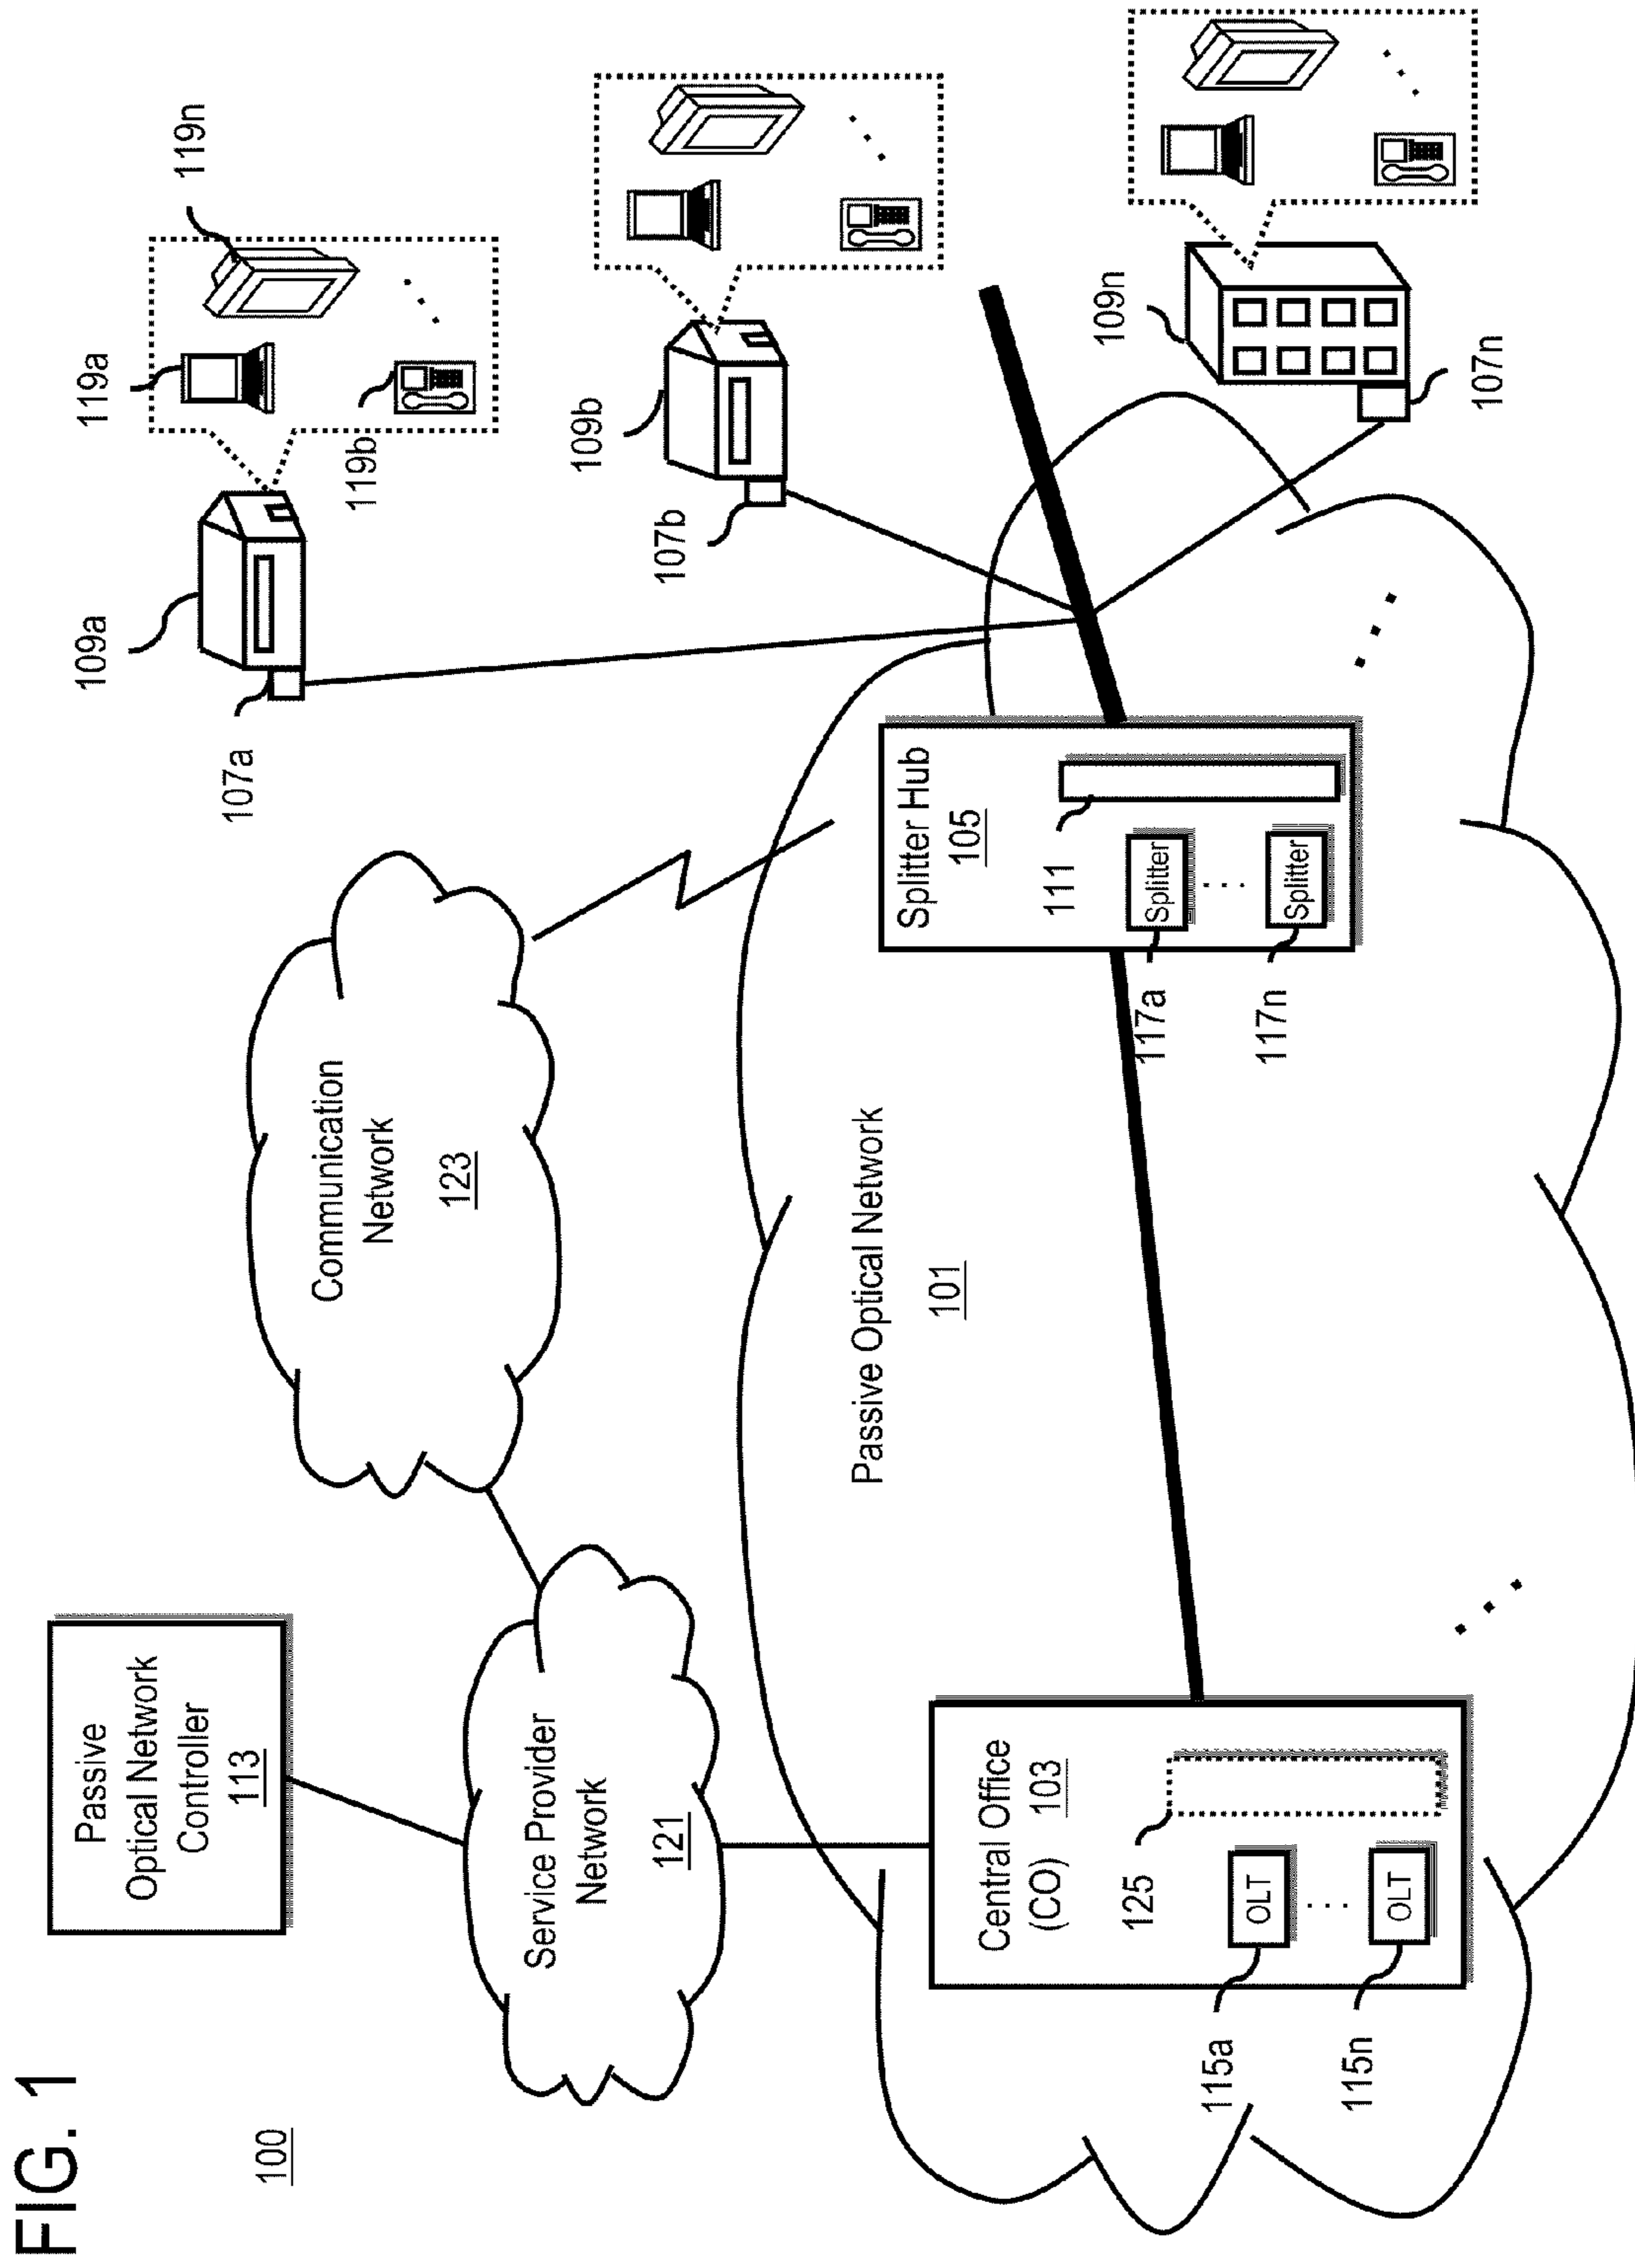 FIG. 1
100
Passive
Optical Network
Controller
113
Service Provider
Network
121
Communication
Network
123
Passive Optical Network
101
Central Office
(CO) 103
125
OLT
. . .
OLT
115a
115n
Splitter Hub
105
111
Splitter
. . .
Splitter
117a
117n
107a
109a
119a
119b
119n
107b
109b
107n
109n